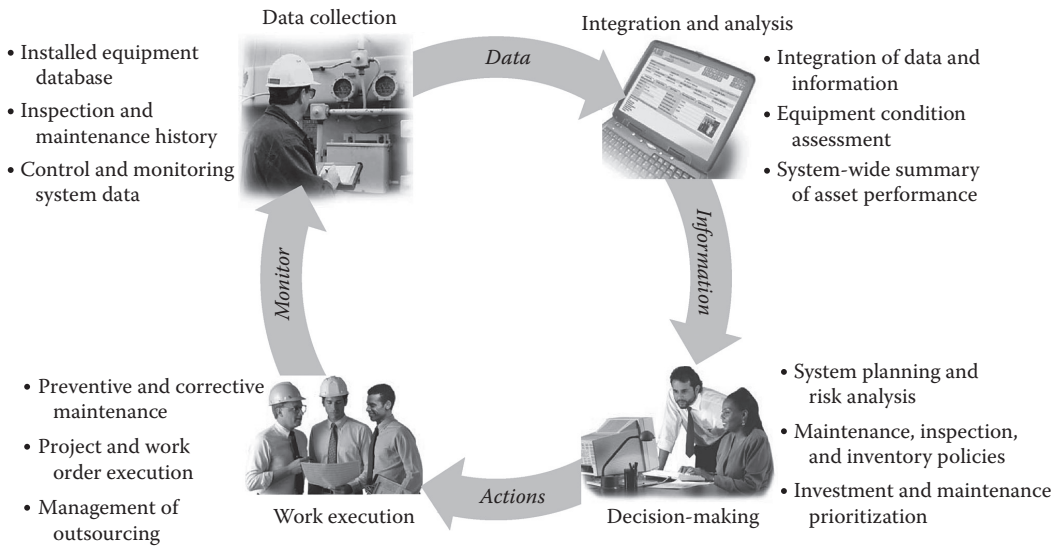 Data collection
• Installed equipment
database
• Inspection and
maintenance history
• Control and monitoring
system data
Data
Integration and analysis
• Integration of data and
information
• Equipment condition
assessment
• System-wide summary
of asset performance
Information
• System planning and
risk analysis
• Maintenance, inspection,
and inventory policies
• Investment and maintenance
prioritization
Decision-making
Actions
Work execution
• Preventive and corrective
maintenance
• Project and work
order execution
• Management of
outsourcing
Monitor